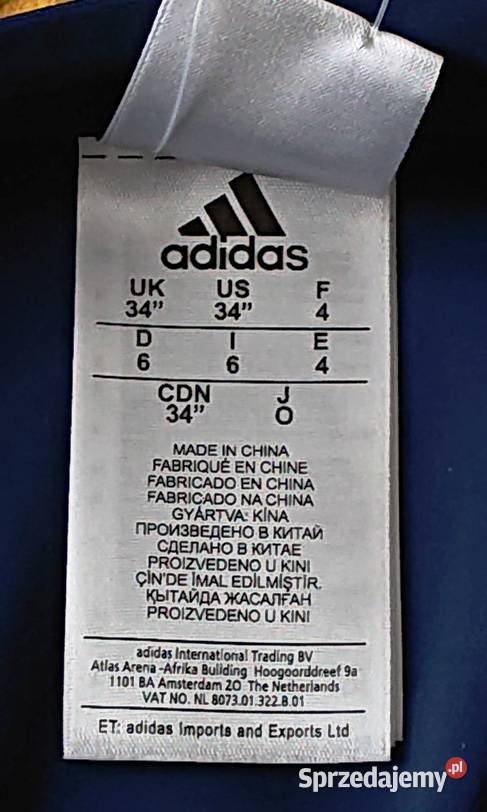 adidas
UK US F
34” 34” 4
D I E
6 6 4
CDN J
34” O
MADE IN CHINA
FABRIQUÉ EN CHINE
FABRICADO EN CHINA
FABRICADO NA CHINA
GYÁRTVA: KÍNA
ПРОИЗВЕДЕНО В КИТАЙ
СДЕЛАНО В КИТАЕ
PROIZVEDENO U KINI
ÇİN'DE İMAL EDİLMİŞTİR.
ҚЫТАЙДА ЖАСАЛҒАН
PROIZVEDENO U KINI
adidas International Trading BV
Atlas Arena -Afrika Building Hoogoorddreef 9a
1101 BA Amsterdam ZO The Netherlands
VAT NO. NL 8073.01.322.B.01
ET: adidas Imports and Exports Ltd
Sprzedajemy.pl